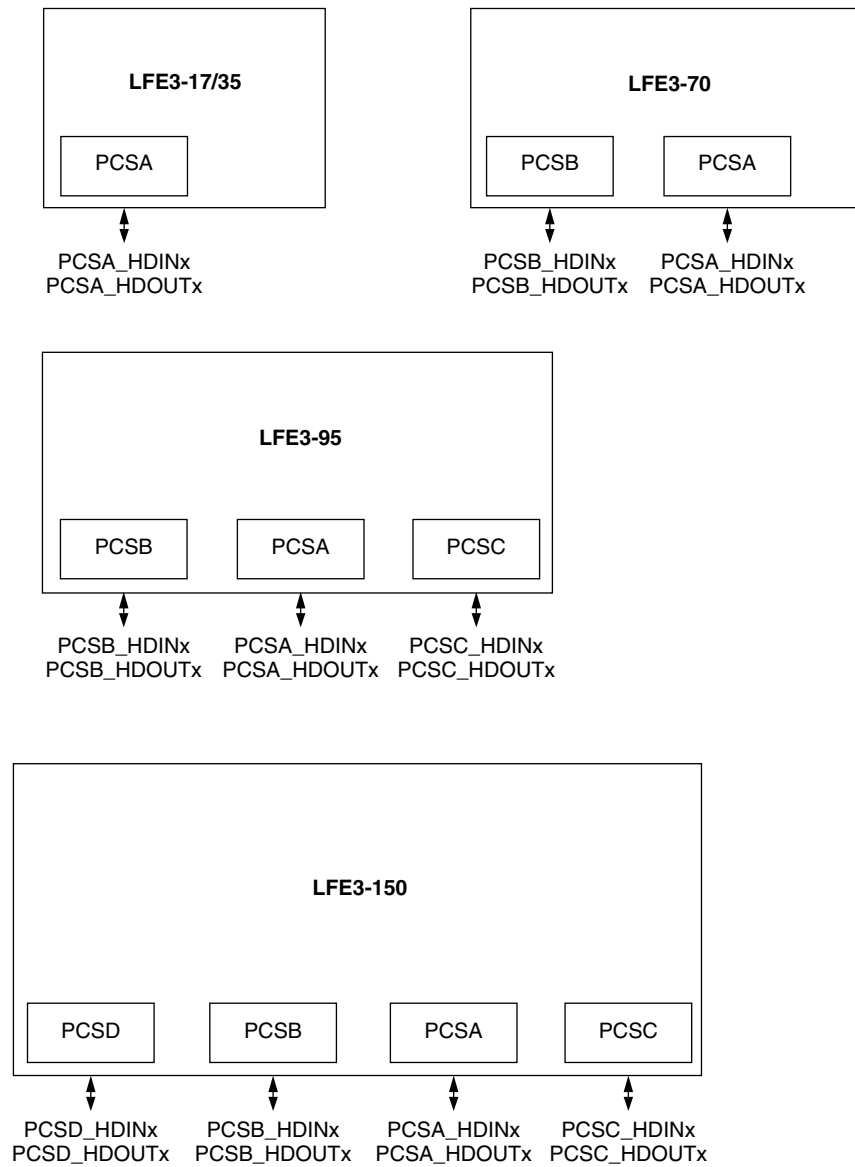 LFE3-17/35
PCSA
PCSA_HDINx
PCSA_HDOUTx
LFE3-70
PCSB
PCSA
PCSB_HDINx
PCSB_HDOUTx
PCSA_HDINx
PCSA_HDOUTx
LFE3-95
PCSB
PCSA
PCSC
PCSB_HDINx
PCSB_HDOUTx
PCSA_HDINx
PCSA_HDOUTx
PCSC_HDINx
PCSC_HDOUTx
LFE3-150
PCSD
PCSB
PCSA
PCSC
PCSD_HDINx
PCSD_HDOUTx
PCSB_HDINx
PCSB_HDOUTx
PCSA_HDINx
PCSA_HDOUTx
PCSC_HDINx
PCSC_HDOUTx